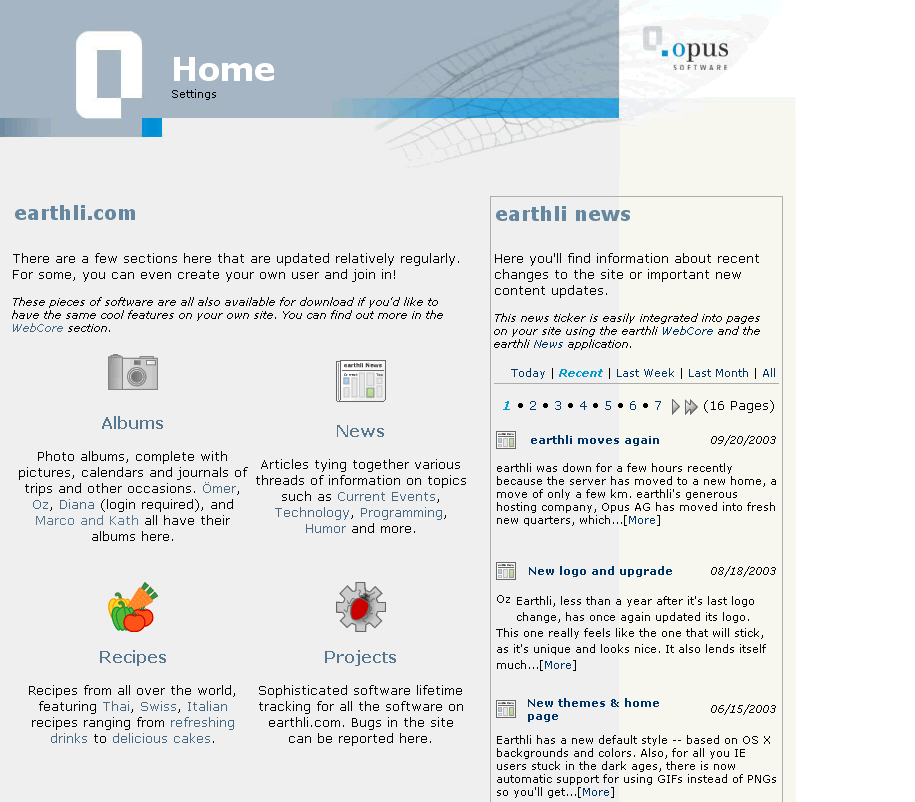 Home
Settings
opus
SOFTWARE
earthli.com
There are a few sections here that are updated relatively regularly.
For some, you can even create your own user and join in!
These pieces of software are all also available for download if you'd like to
have the same cool features on your own site. You can find out more in the
WebCore section.
Albums
Photo albums, complete with
pictures, calendars and journals of
trips and other occasions. Ömer,
Oz, Diana (login required), and
Marco and Kath all have their
albums here.
earthli News
News
Articles tying together various
threads of information on topics
such as Current Events,
Technology, Programming,
Humor and more.
Recipes
Recipes from all over the world,
featuring Thai, Swiss, Italian
recipes ranging from refreshing
drinks to delicious cakes.
Projects
Sophisticated software lifetime
tracking for all the software on
earthli.com. Bugs in the site
can be reported here.
earthli news
Here you'll find information about recent
changes to the site or important new
content updates.
This news ticker is easily integrated into pages
on your site using the earthli WebCore and the
earthli News application.
Today | Recent | Last Week | Last Month | All
1 • 2 • 3 • 4 • 5 • 6 • 7 (16 Pages)
earthli moves again 09/20/2003
earthli was down for a few hours recently
because the server has moved to a new home, a
move of only a few km. earthli's generous
hosting company, Opus AG has moved into fresh
new quarters, which...[More]
New logo and upgrade 08/18/2003
Oz Earthli, less than a year after it's last logo
change, has once again updated its logo.
This one really feels like the one that will stick,
as it's unique and looks nice. It also lends itself
much...[More]
New themes & home
page 06/15/2003
Earthli has a new default style -- based on OS X
backgrounds and colors. Also, for all you IE
users stuck in the dark ages, there is now
automatic support for using GIFs instead of PNGs
so you'll get...[More]